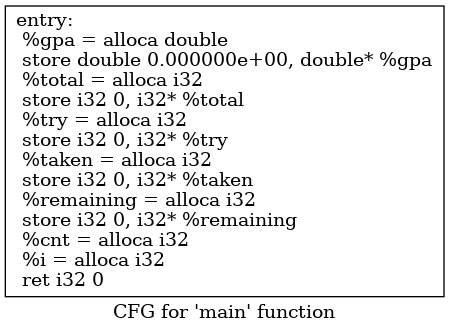 entry:
%gpa = alloca double
store double 0.000000e+00, double* %gpa
%total = alloca i32
store i32 0, i32* %total
%try = alloca i32
store i32 0, i32* %try
%taken = alloca i32
store i32 0, i32* %taken
%remaining = alloca i32
store i32 0, i32* %remaining
%cnt = alloca i32
%i = alloca i32
ret i32 0
CFG for 'main' function